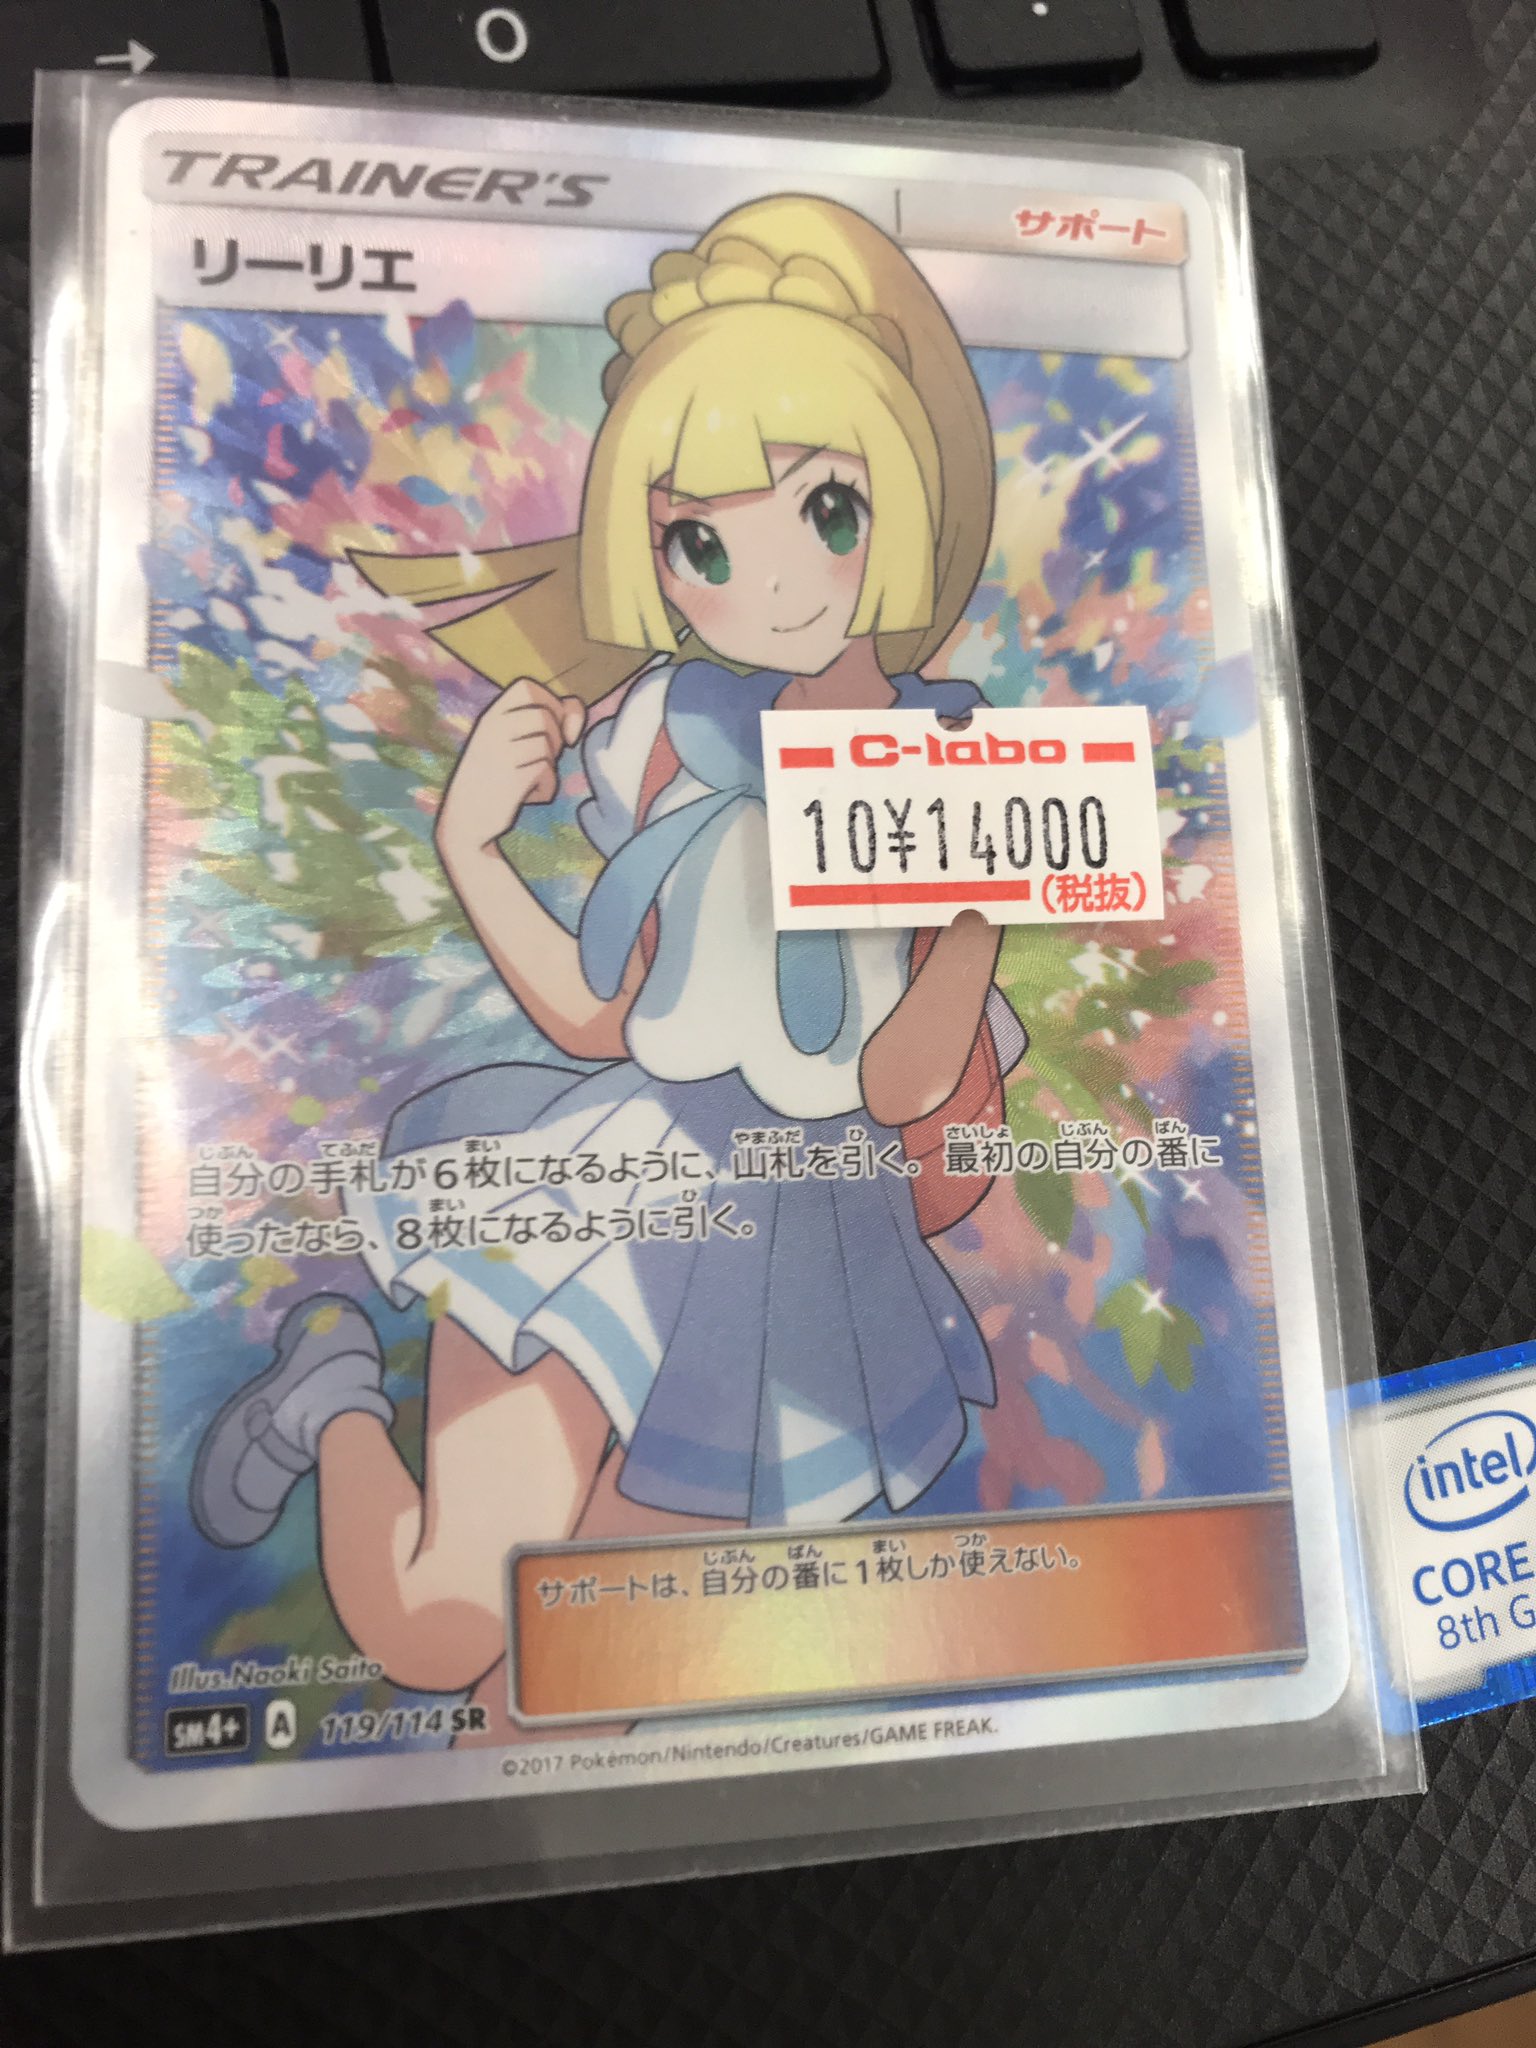 O
TRAINER'S
サポート
リーリエ
C-labo
10¥14000
(税抜)
自分の手札が6枚になるように、山札を引く。最初の自分の番に
使ったなら、8枚になるように引く。
サポートは、自分の番に1枚しか使えない。
Illus.Naoki Saito
SM4+ A 119/114 SR
©2017 Pokémon/Nintendo/Creatures/GAME FREAK.
intel
CORE
8th G